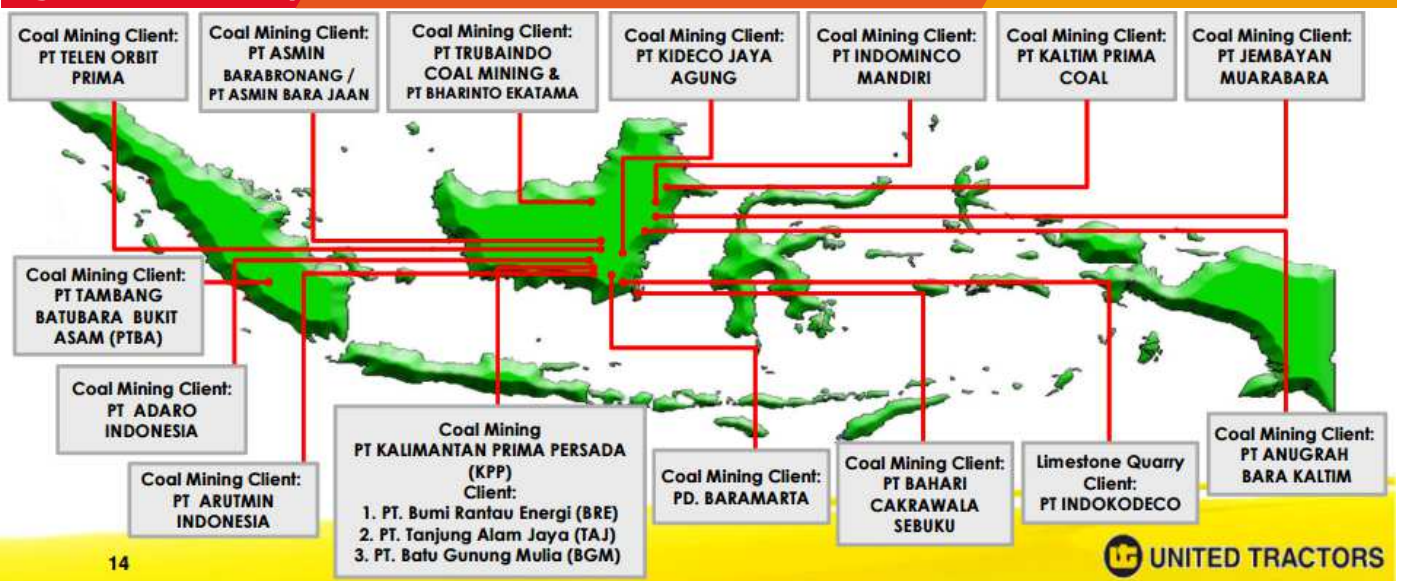 Coal Mining Client:
PT TELEN ORBIT
PRIMA
Coal Mining Client:
PT ASMIN
BARABRONANG /
PT ASMIN BARA JAAN
Coal Mining Client:
PT TRUBAINDO
COAL MINING &
PT BHARINTO EKATAMA
Coal Mining Client:
PT KIDECO JAYA
AGUNG
Coal Mining Client:
PT INDOMINCO
MANDIRI
Coal Mining Client:
PT KALTIM PRIMA
COAL
Coal Mining Client:
PT JEMBAYAN
MUARABARA
Coal Mining Client:
PT TAMBANG
BATUBARA BUKIT
ASAM (PTBA)
Coal Mining Client:
PT ADARO
INDONESIA
Coal Mining Client:
PT ARUTMIN
INDONESIA
Coal Mining
PT KALIMANTAN PRIMA PERSADA
(KPP)
Client:
1. PT. Bumi Rantau Energi (BRE)
2. PT. Tanjung Alam Jaya (TAJ)
3. PT. Batu Gunung Mulia (BGM)
Coal Mining Client:
PD. BARAMARTA
Coal Mining Client:
PT BAHARI
CAKRAWALA
SEBUKU
Limestone Quarry
Client:
PT INDOKODECO
Coal Mining Client:
PT ANUGRAH
BARA KALTIM
14
UNITED TRACTORS